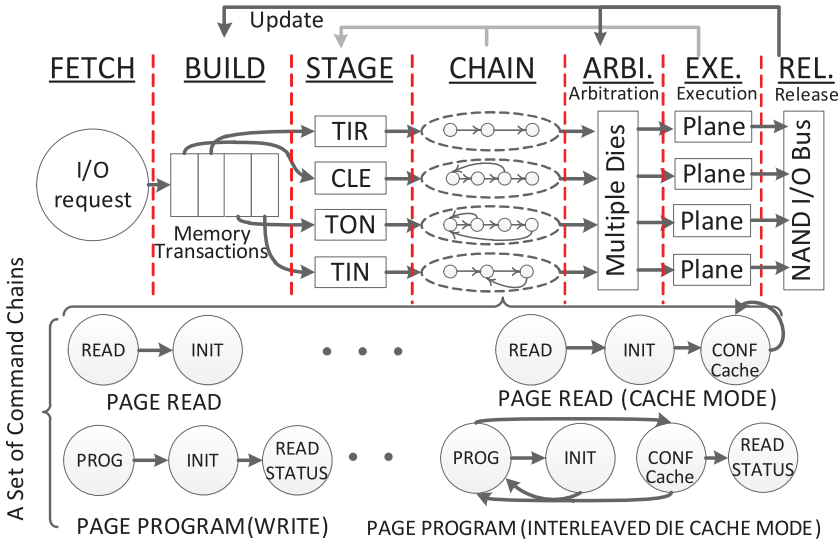 Update
FETCH BUILD STAGE CHAIN ARBI. EXE. REL.
Arbitration Execution Release
I/O
request
Memory
Transactions
TIR
CLE
TON
TIN
Multiple Dies
Plane
Plane
Plane
Plane
NAND I/O Bus
A Set of Command Chains
READ INIT • • • READ INIT CONF
Cache
PAGE READ PAGE READ (CACHE MODE)
PROG INIT READ
STATUS • • PROG INIT CONF
Cache READ
STATUS
PAGE PROGRAM(WRITE) PAGE PROGRAM (INTERLEAVED DIE CACHE MODE)